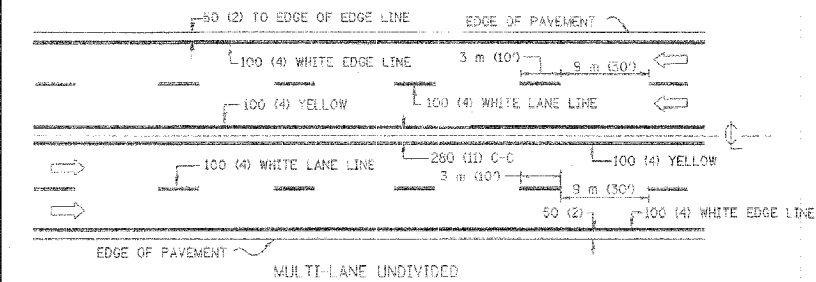 50 (2) TO EDGE OF EDGE LINE
EDGE OF PAVEMENT
100 (4) WHITE EDGE LINE
3 m (10')
9 m (30')
100 (4) YELLOW
100 (4) WHITE LANE LINE
100 (4) WHITE LANE LINE
280 (11) C-C
100 (4) YELLOW
3 m (10')
9 m (30')
50 (2)
100 (4) WHITE EDGE LINE
EDGE OF PAVEMENT
MULTI-LANE UNDIVIDED